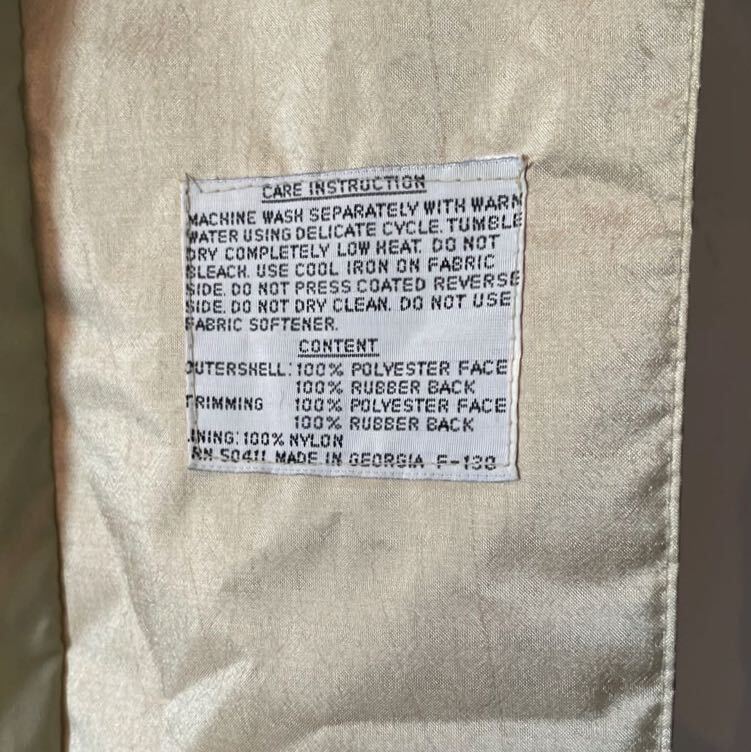 CARE INSTRUCTION
MACHINE WASH SEPARATELY WITH WARN
WATER USING DELICATE CYCLE. TUMBLE
DRY COMPLETELY LOW HEAT. DO NOT
BLEACH. USE COOL IRON ON FABRIC
SIDE. DO NOT PRESS COATED REVERSE
SIDE. DO NOT DRY CLEAN. DO NOT USE
FABRIC SOFTENER.
CONTENT
OUTERSHELL: 100% POLYESTER FACE
100% RUBBER BACK
TRIMMING 100% POLYESTER FACE
100% RUBBER BACK
LINING: 100% NYLON
RN 50411 MADE IN GEORGIA F-138